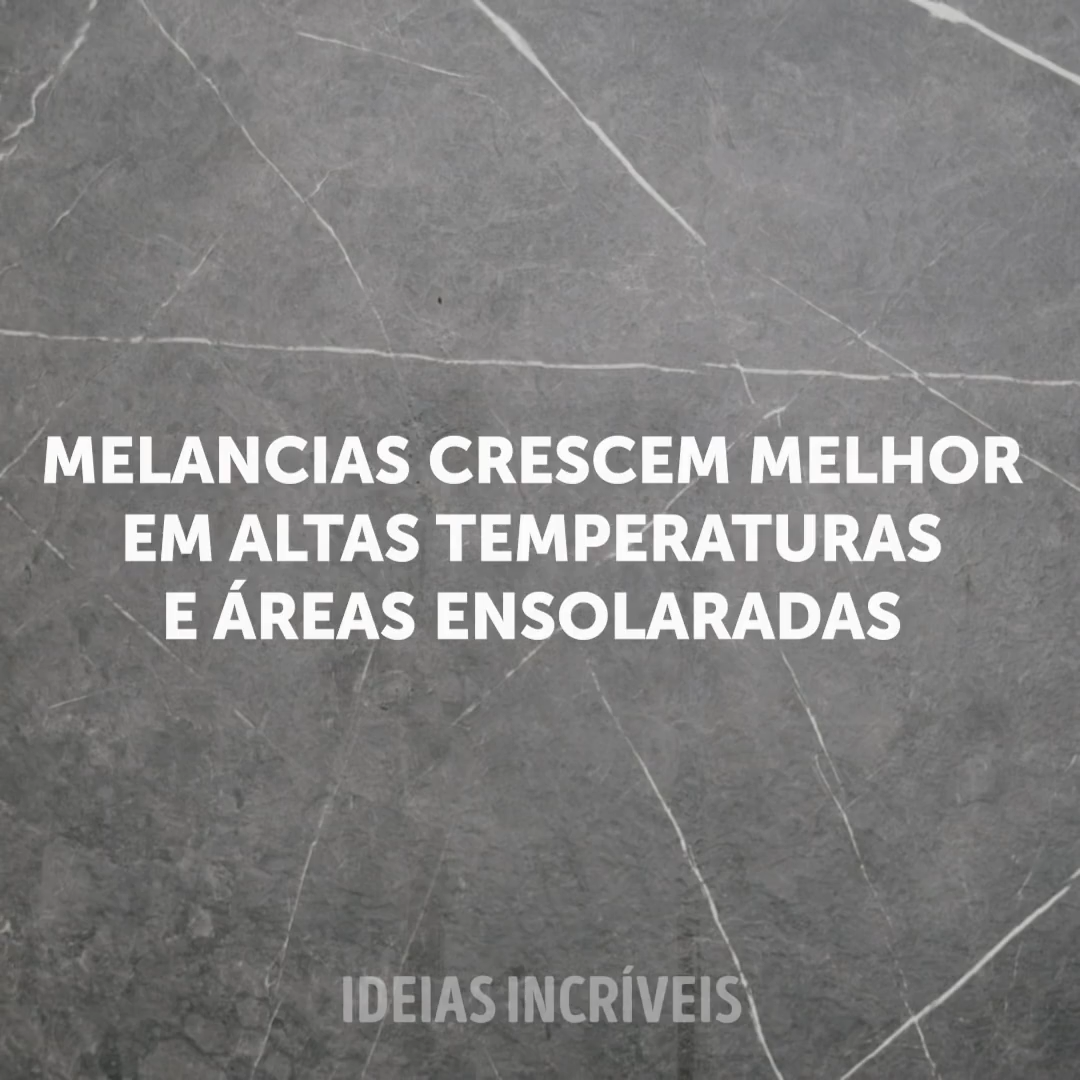 MELANCIAS CRESCEM MELHOR
EM ALTAS TEMPERATURAS
E ÁREAS ENSOLARADAS
IDEIAS INCRÍVEIS